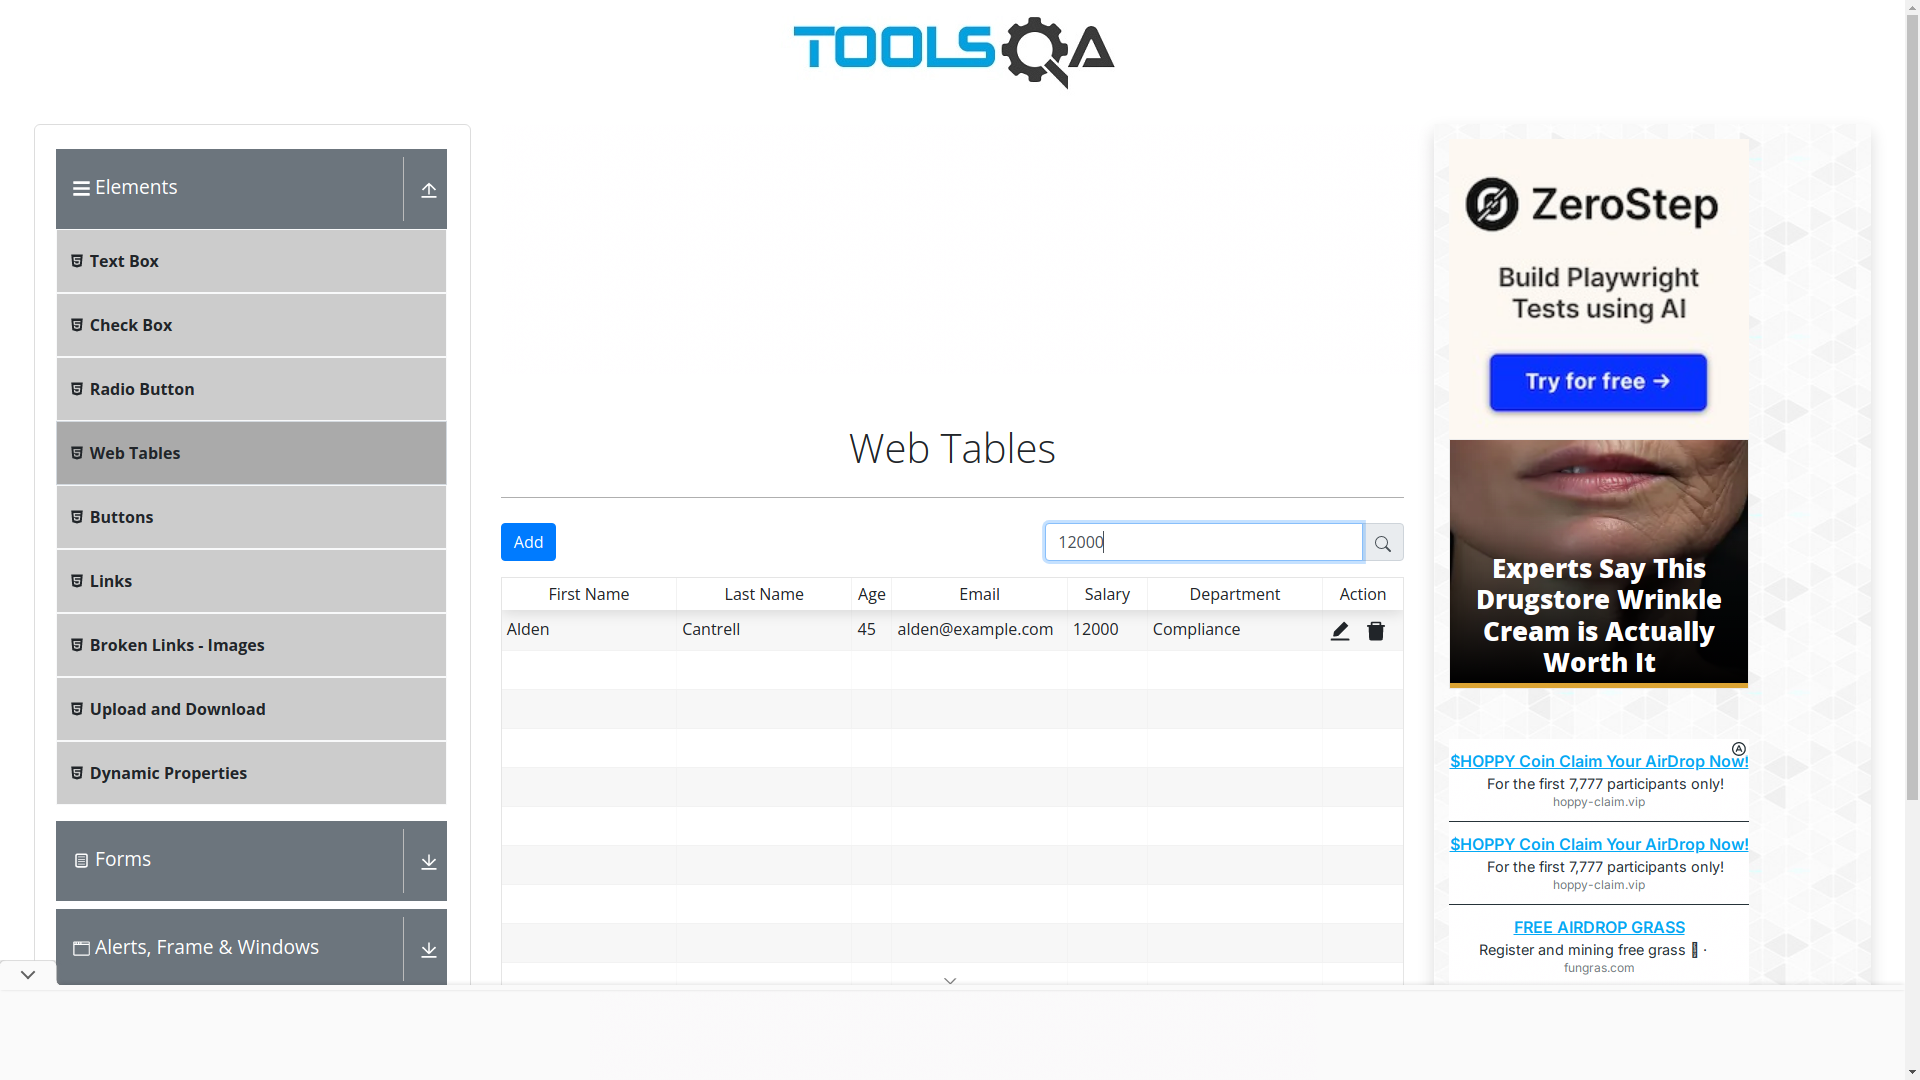 TOOLSQA
Elements
Text Box
Check Box
Radio Button
Web Tables
Buttons
Links
Broken Links - Images
Upload and Download
Dynamic Properties
Forms
Alerts, Frame & Windows
Web Tables
Add
12000
First Name Last Name Age Email Salary Department Action
Alden Cantrell 45 alden@example.com 12000 Compliance
ZeroStep
Build Playwright
Tests using AI
Try for free →
Experts Say This
Drugstore Wrinkle
Cream is Actually
Worth It
$HOPPY Coin Claim Your AirDrop Now!
For the first 7,777 participants only!
hoppy-claim.vip
$HOPPY Coin Claim Your AirDrop Now!
For the first 7,777 participants only!
hoppy-claim.vip
FREE AIRDROP GRASS
Register and mining free grass ·
fungras.com